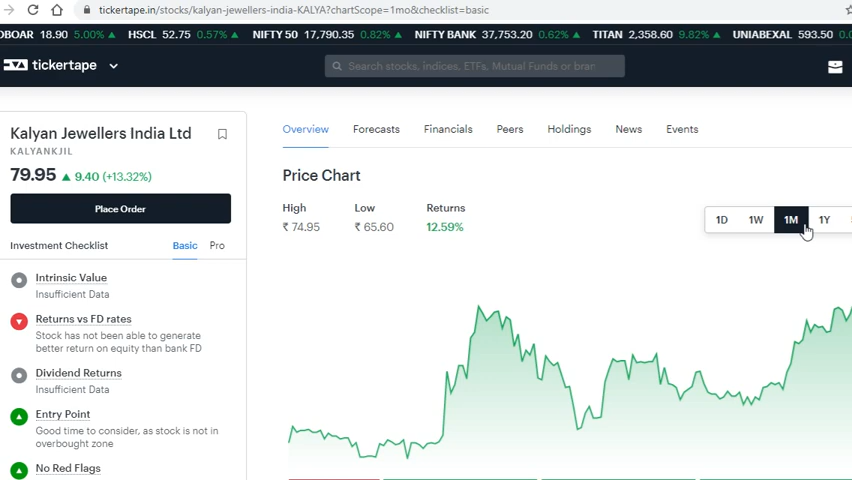 tickertape.in/stocks/kalyan-jewellers-india-KALYA?chartScope=1mo&checklist=basic
OBOAR 18.90 5.00% HSCL 52.75 0.57% NIFTY 50 17,790.35 0.82% NIFTY BANK 37,753.20 0.62% TITAN 2,358.60 9.82% UNIABEXAL 593.50 0.
tickertape
Search stocks, indices, ETFs, Mutual Funds or bran
Kalyan Jewellers India Ltd
KALYANKJIL
79.95 9.40 (+13.32%)
Place Order
Investment Checklist Basic Pro
Intrinsic Value
Insufficient Data
Returns vs FD rates
Stock has not been able to generate
better return on equity than bank FD
Dividend Returns
Insufficient Data
Entry Point
Good time to consider, as stock is not in
overbought zone
No Red Flags
Overview Forecasts Financials Peers Holdings News Events
Price Chart
High Low Returns
₹ 74.95 ₹ 65.60 12.59%
1D 1W 1M 1Y